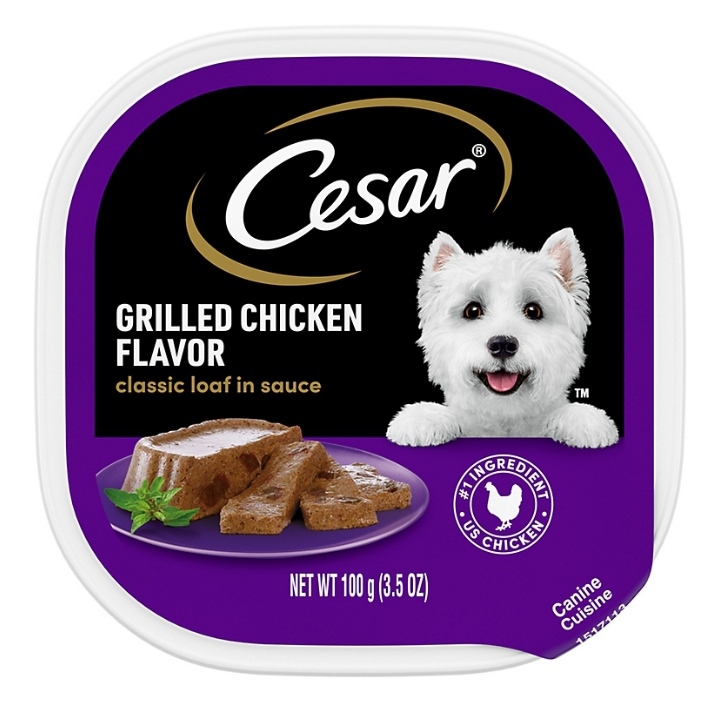 Cesar®
GRILLED CHICKEN
FLAVOR
classic loaf in sauce
TM
#1 INGREDIENT
• US CHICKEN •
NET WT 100 g (3.5 OZ)
Canine
Cuisine